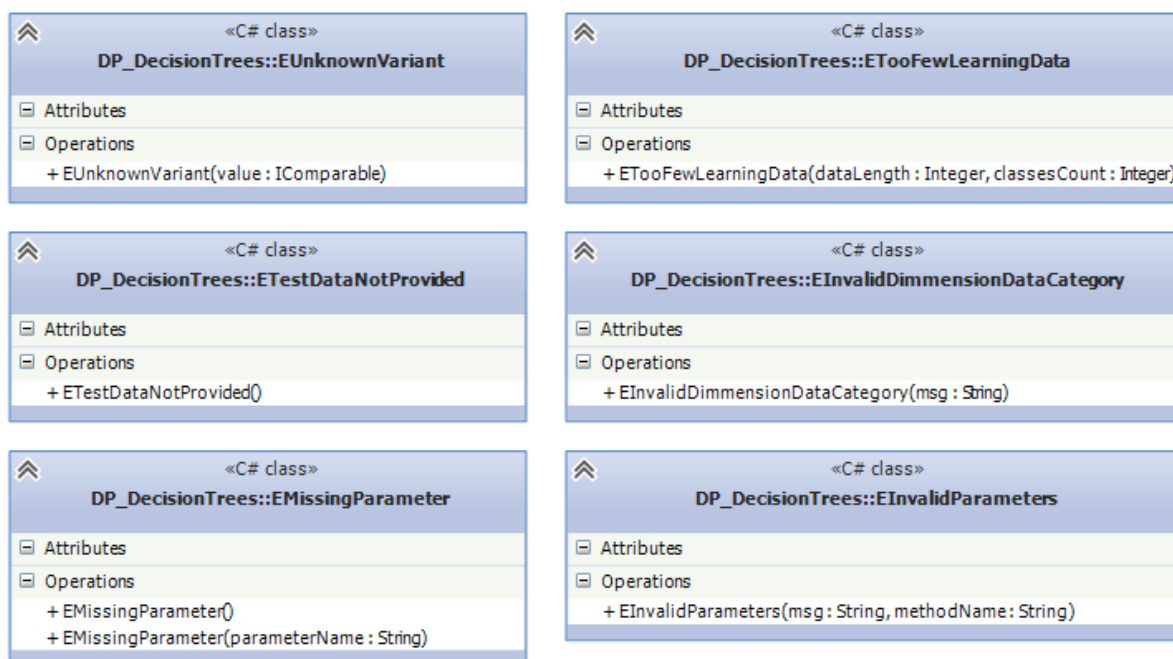 «C# class»
DP_DecisionTrees::EUnknownVariant
Attributes
Operations
+ EUnknownVariant(value : IComparable)
«C# class»
DP_DecisionTrees::ETooFewLearningData
Attributes
Operations
+ ETooFewLearningData(dataLength : Integer, classesCount : Integer)
«C# class»
DP_DecisionTrees::ETestDataNotProvided
Attributes
Operations
+ ETestDataNotProvided()
«C# class»
DP_DecisionTrees::EInvalidDimmensionDataCategory
Attributes
Operations
+ EInvalidDimmensionDataCategory(msg : String)
«C# class»
DP_DecisionTrees::EMissingParameter
Attributes
Operations
+ EMissingParameter()
+ EMissingParameter(parameterName : String)
«C# class»
DP_DecisionTrees::EInvalidParameters
Attributes
Operations
+ EInvalidParameters(msg : String, methodName : String)